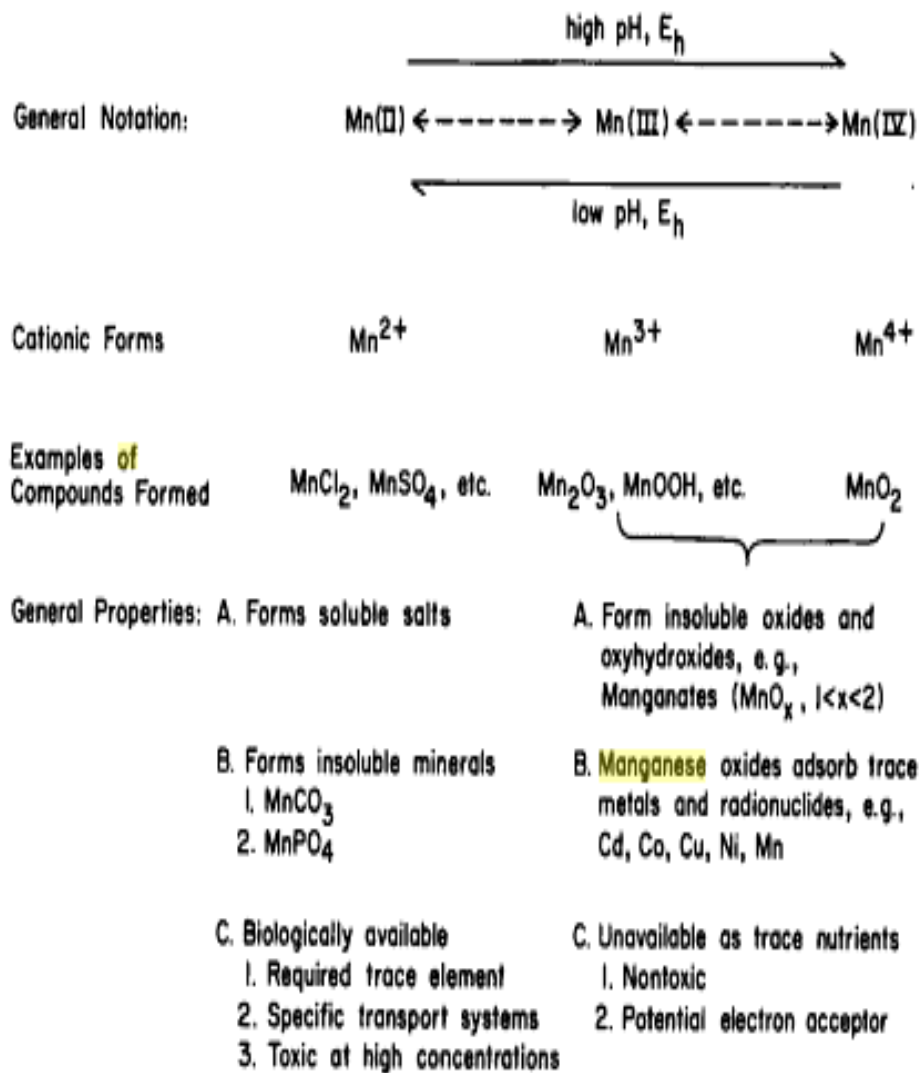 high pH, E_h
General Notation: Mn(II) <--------> Mn(III) <--------> Mn(IV)
low pH, E_h
Cationic Forms Mn²⁺ Mn³⁺ Mn⁴⁺
Examples of
Compounds Formed MnCl₂, MnSO₄, etc. Mn₂O₃, MnOOH, etc. MnO₂
General Properties: A. Forms soluble salts
B. Forms insoluble minerals
1. MnCO₃
2. MnPO₄
C. Biologically available
1. Required trace element
2. Specific transport systems
3. Toxic at high concentrations
A. Form insoluble oxides and
oxyhydroxides, e.g.,
Manganates (MnOₓ, 1<x<2)
B. Manganese oxides adsorb trace
metals and radionuclides, e.g.,
Cd, Co, Cu, Ni, Mn
C. Unavailable as trace nutrients
1. Nontoxic
2. Potential electron acceptor